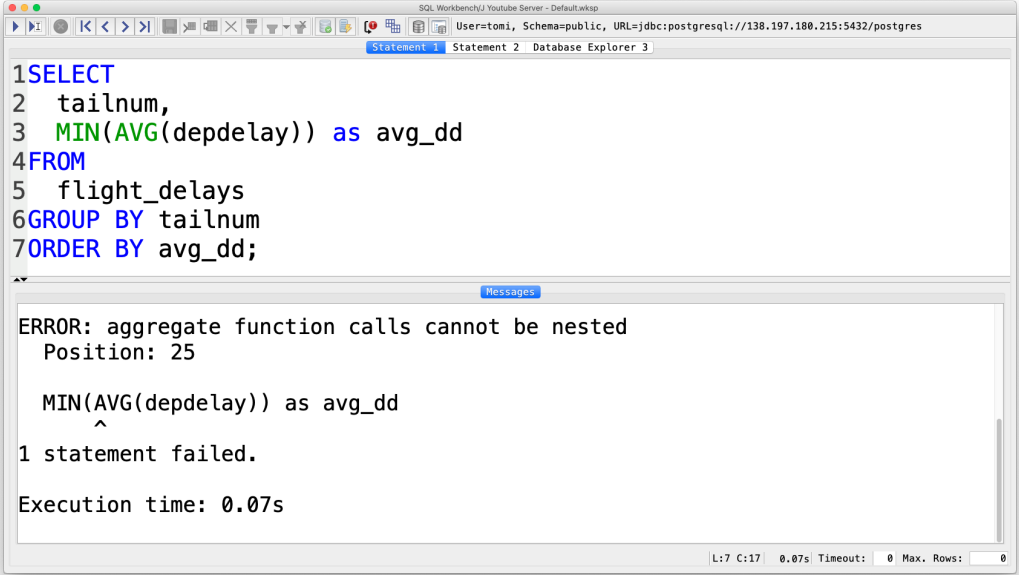 SQL Workbench/J Youtube Server - Default.wksp
User=tomi, Schema=public, URL=jdbc:postgresql://138.197.180.215:5432/postgres
Statement 1 Statement 2 Database Explorer 3
1SELECT
2 tailnum,
3 MIN(AVG(depdelay)) as avg_dd
4FROM
5 flight_delays
6GROUP BY tailnum
7ORDER BY avg_dd;
Messages
ERROR: aggregate function calls cannot be nested
Position: 25
MIN(AVG(depdelay)) as avg_dd
^
1 statement failed.
Execution time: 0.07s
L:7 C:17 0.07s Timeout: 0 Max. Rows: 0